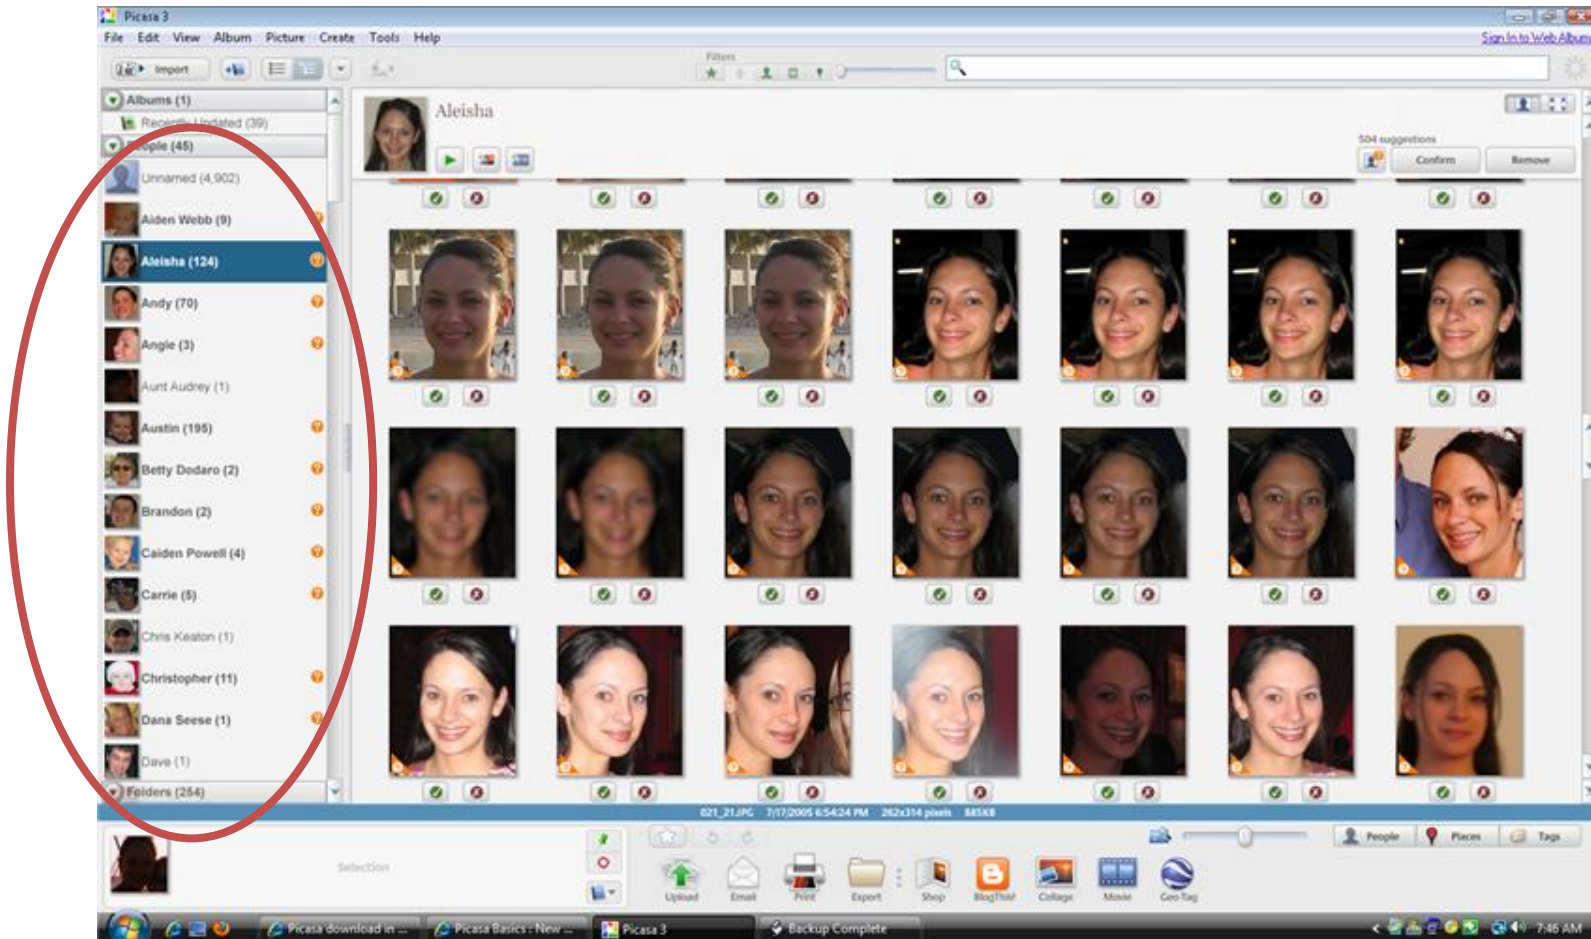 Picasa 3
File Edit View Album Picture Create Tools Help
Sign In to Web Albums
Import
Filters
Albums (1)
Recently Updated (39)
People (45)
Unnamed (4,902)
Aiden Webb (9)
Aleisha (124)
Andy (70)
Angie (3)
Aunt Audrey (1)
Austin (195)
Betty Dodaro (2)
Brandon (2)
Caiden Powell (4)
Carrie (5)
Chris Keaton (1)
Christopher (11)
Dana Seese (1)
Dave (1)
Folders (254)
Aleisha
504 suggestions
Confirm Remove
021_21.JPG 7/17/2005 6:54:24 PM 262x314 pixels 885KB
Selection
People Places Tags
Upload Email Print Export Shop BlogThis! Collage Movie Geo-Tag
Picasa download in ... Picasa Basics : New ... Picasa 3 Backup Complete 7:46 AM